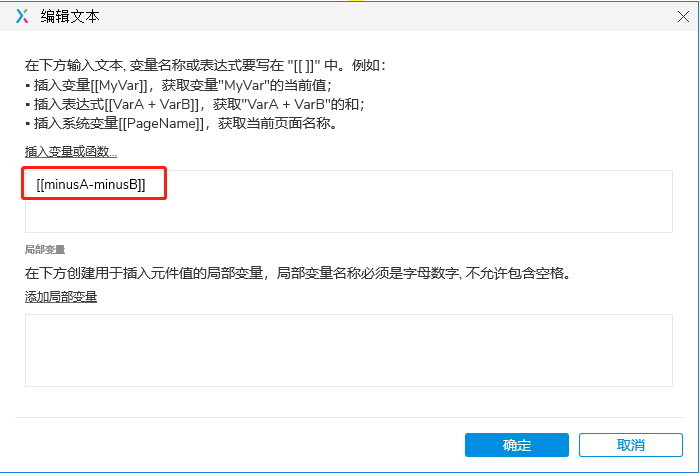 编辑文本
在下方输入文本, 变量名称或表达式要写在 "[[ ]]" 中。例如：
▪ 插入变量[[MyVar]]，获取变量"MyVar"的当前值；
▪ 插入表达式[[VarA + VarB]]，获取"VarA + VarB"的和；
▪ 插入系统变量[[PageName]]，获取当前页面名称。
插入变量或函数...
[[minusA-minusB]]
局部变量
在下方创建用于插入元件值的局部变量，局部变量名称必须是字母数字, 不允许包含空格。
添加局部变量
确定
取消